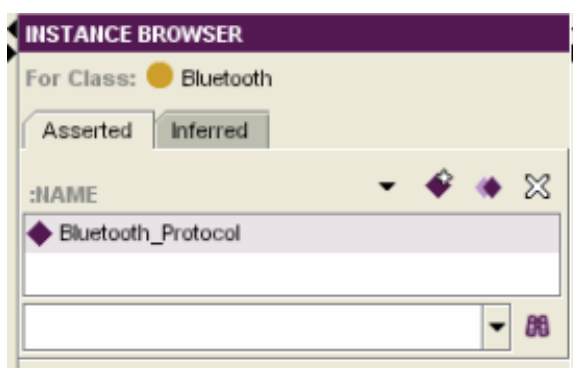 INSTANCE BROWSER
For Class: Bluetooth
Asserted Inferred
:NAME
Bluetooth_Protocol